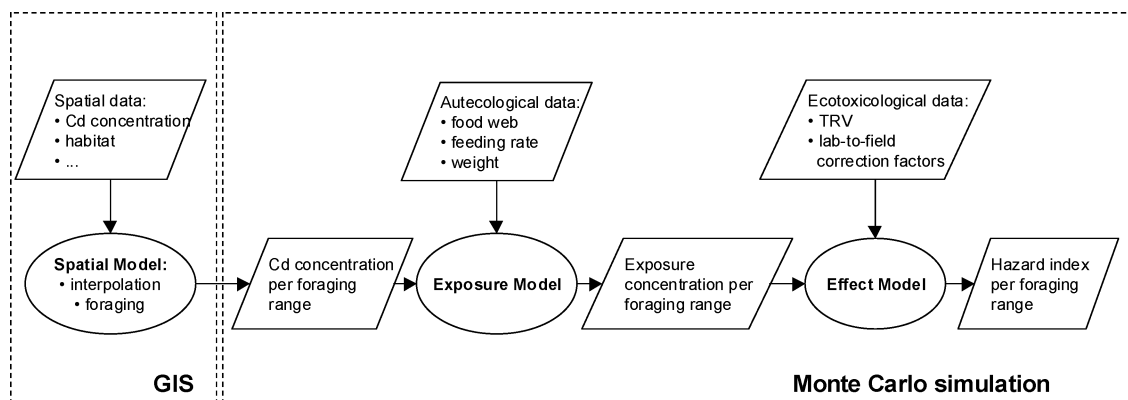 Spatial data:
• Cd concentration
• habitat
• ...
Autecological data:
• food web
• feeding rate
• weight
Ecotoxicological data:
• TRV
• lab-to-field
correction factors
Spatial Model:
• interpolation
• foraging
Cd concentration
per foraging
range
Exposure Model
Exposure
concentration per
foraging range
Effect Model
Hazard index
per foraging
range
GIS
Monte Carlo simulation